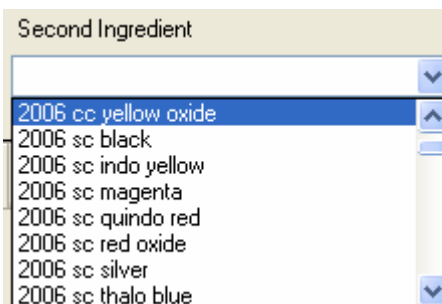 Second Ingredient
2006 cc yellow oxide
2006 sc black
2006 sc indo yellow
2006 sc magenta
2006 sc quindo red
2006 sc red oxide
2006 sc silver
2006 sc thalo blue